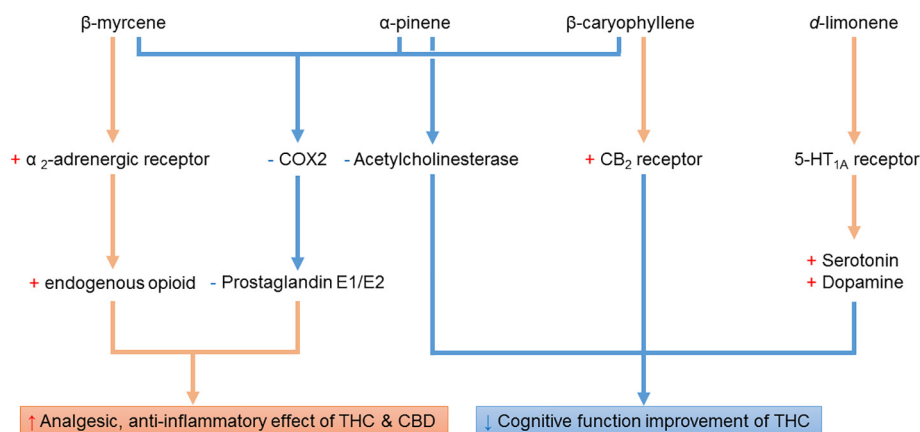 β-myrcene
α-pinene
β-caryophyllene
d-limonene
+ α 2-adrenergic receptor
- COX2
- Acetylcholinesterase
+ CB2 receptor
5-HT1A receptor
+ endogenous opioid
- Prostaglandin E1/E2
+ Serotonin
+ Dopamine
↑ Analgesic, anti-inflammatory effect of THC & CBD
↓ Cognitive function improvement of THC